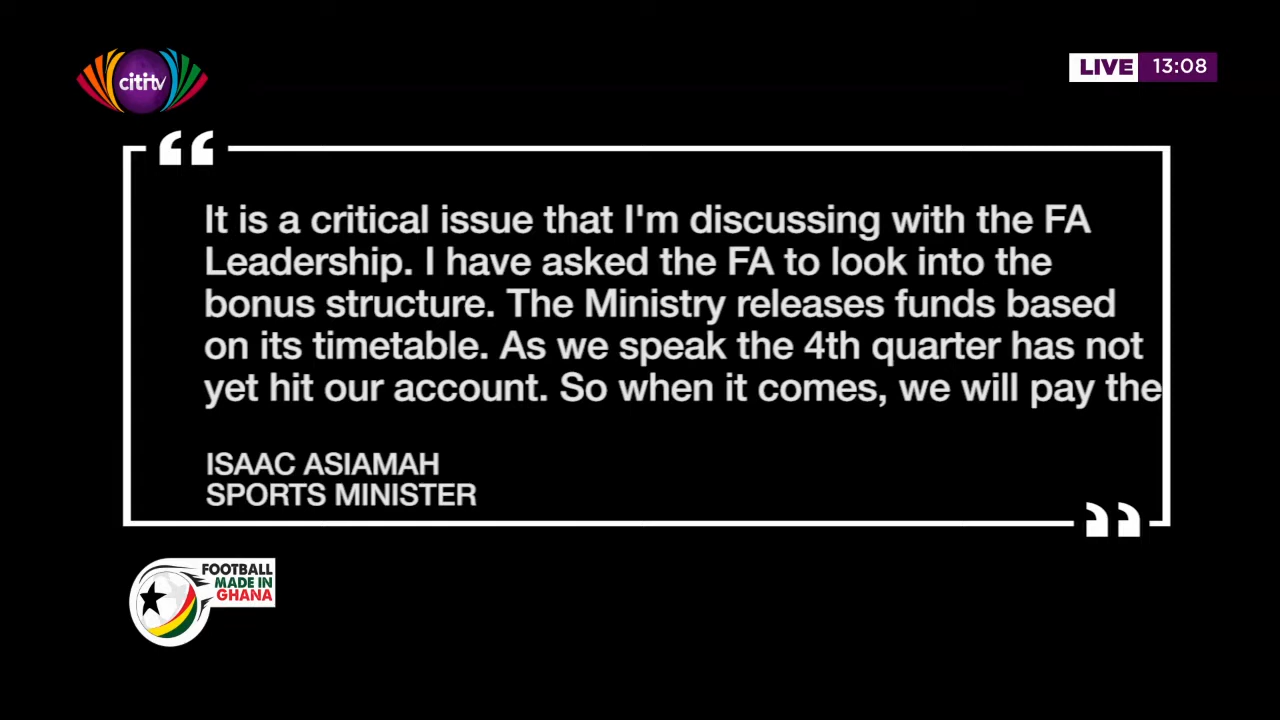 cititv
LIVE 13:08
It is a critical issue that I'm discussing with the FA
Leadership. I have asked the FA to look into the
bonus structure. The Ministry releases funds based
on its timetable. As we speak the 4th quarter has not
yet hit our account. So when it comes, we will pay the
ISAAC ASIAMAH
SPORTS MINISTER
FOOTBALL
MADE IN
GHANA